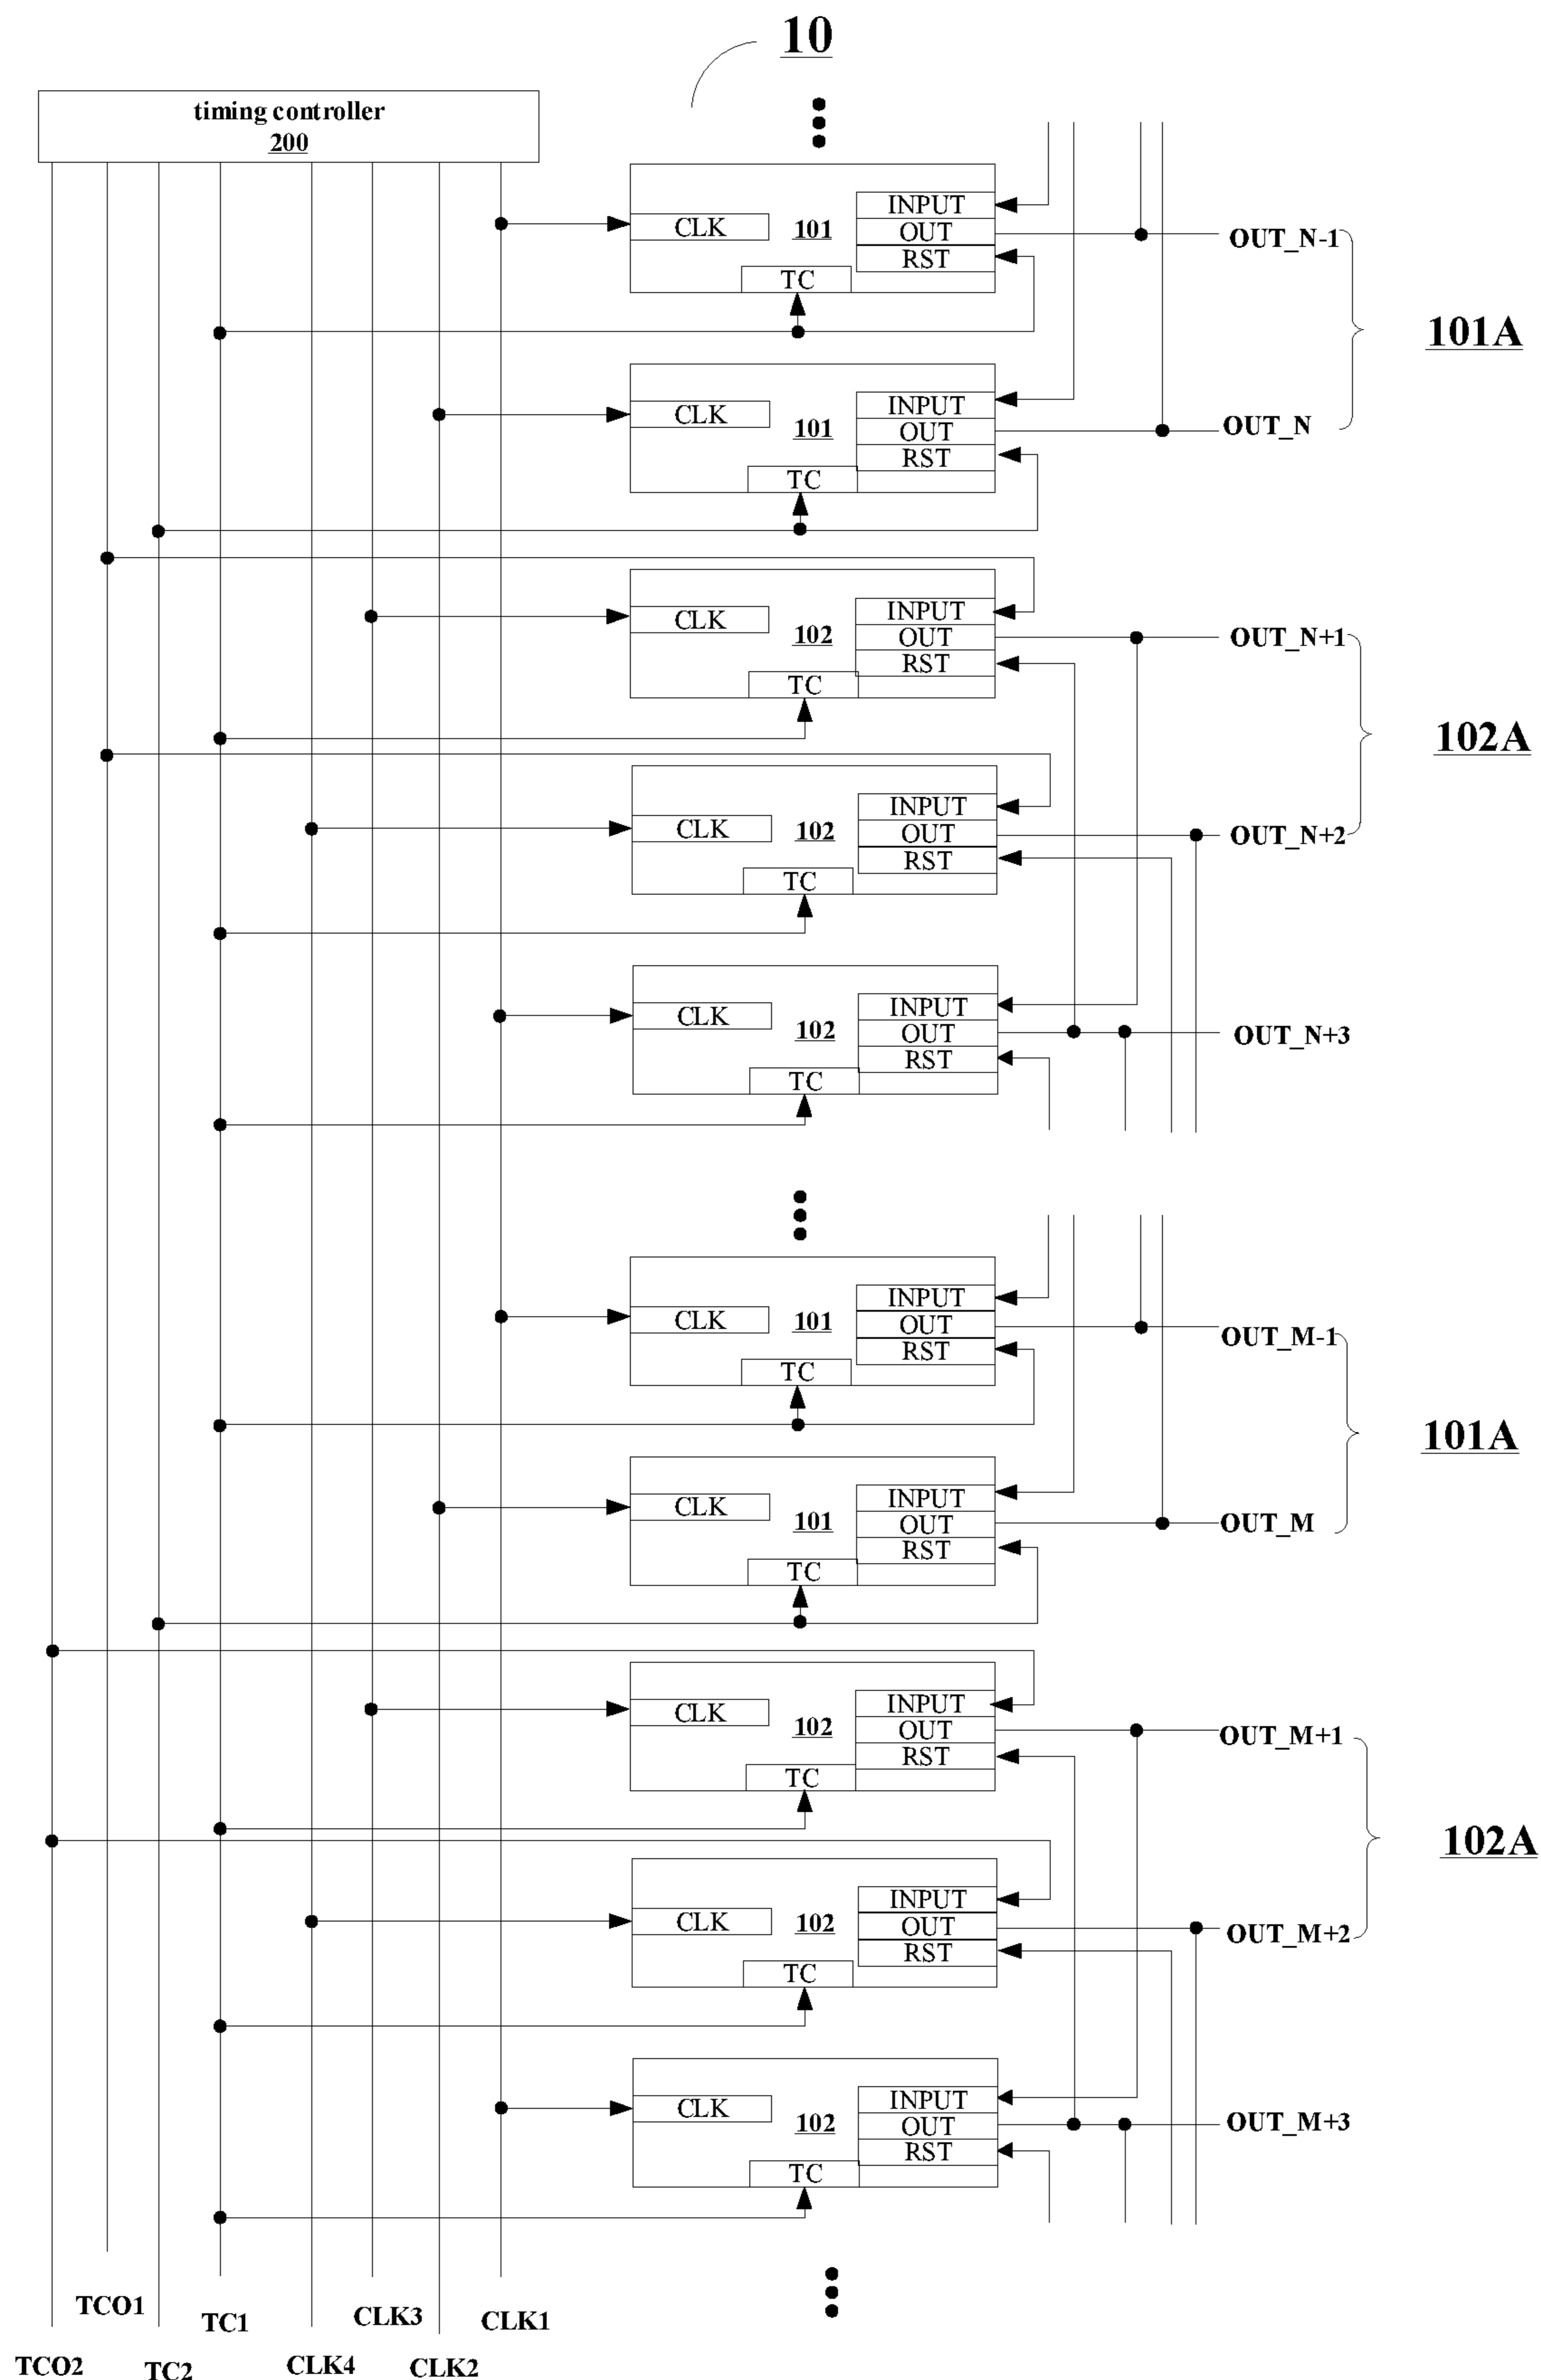 10
timing controller
200
INPUT
CLK
101
OUT
OUT_N-1
RST
TC
101A
INPUT
CLK
101
OUT
OUT_N
RST
TC
INPUT
CLK
102
OUT
OUT_N+1
RST
TC
102A
INPUT
CLK
102
OUT
OUT_N+2
RST
TC
INPUT
CLK
102
OUT
OUT_N+3
RST
TC
INPUT
CLK
101
OUT
OUT_M-1
RST
TC
101A
INPUT
CLK
101
OUT
OUT_M
RST
TC
INPUT
CLK
102
OUT
OUT_M+1
RST
TC
102A
INPUT
CLK
102
OUT
OUT_M+2
RST
TC
INPUT
CLK
102
OUT
OUT_M+3
RST
TC
TCO1
TC1
CLK3
CLK1
TCO2
TC2
CLK4
CLK2